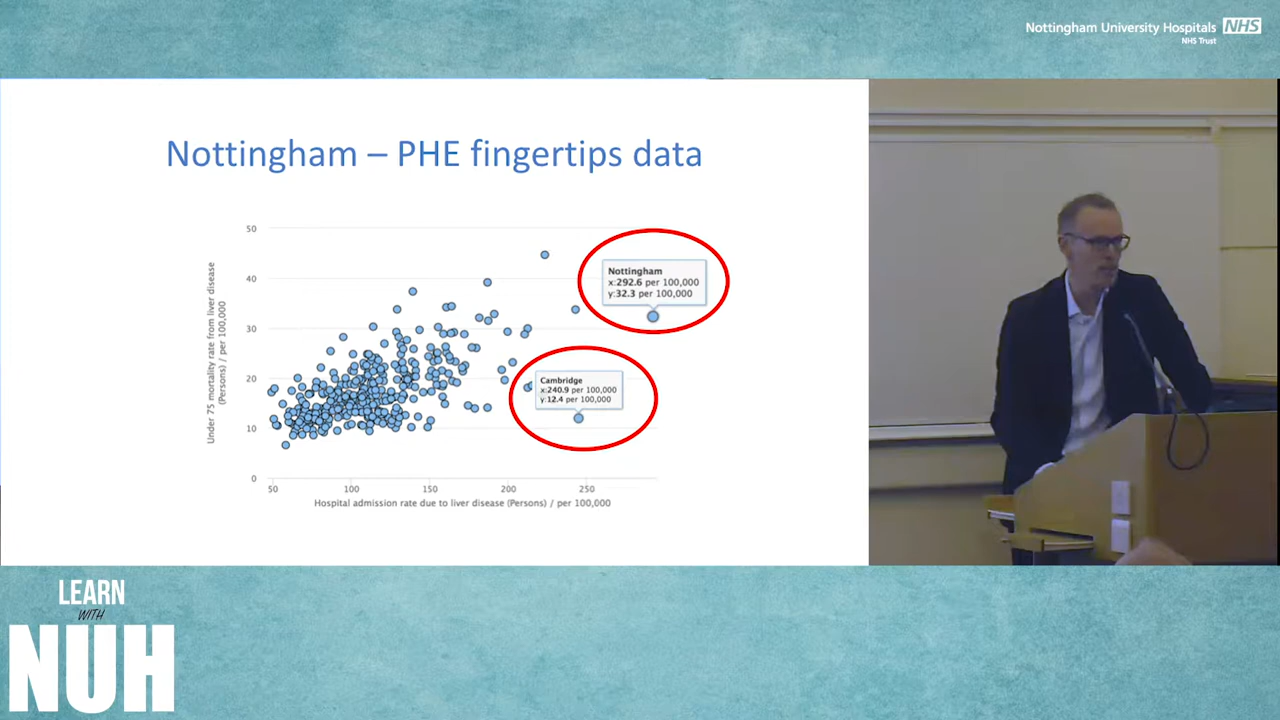 Nottingham University Hospitals NHS
NHS Trust
Nottingham – PHE fingertips data
Under 75 mortality rate from liver disease
(Persons) / per 100,000
50
40
30
20
10
0
Nottingham
x:292.6 per 100,000
y:32.3 per 100,000
Cambridge
x:240.9 per 100,000
y:12.4 per 100,000
50 100 150 200 250
Hospital admission rate due to liver disease (Persons) / per 100,000
LEARN
WITH
NUH